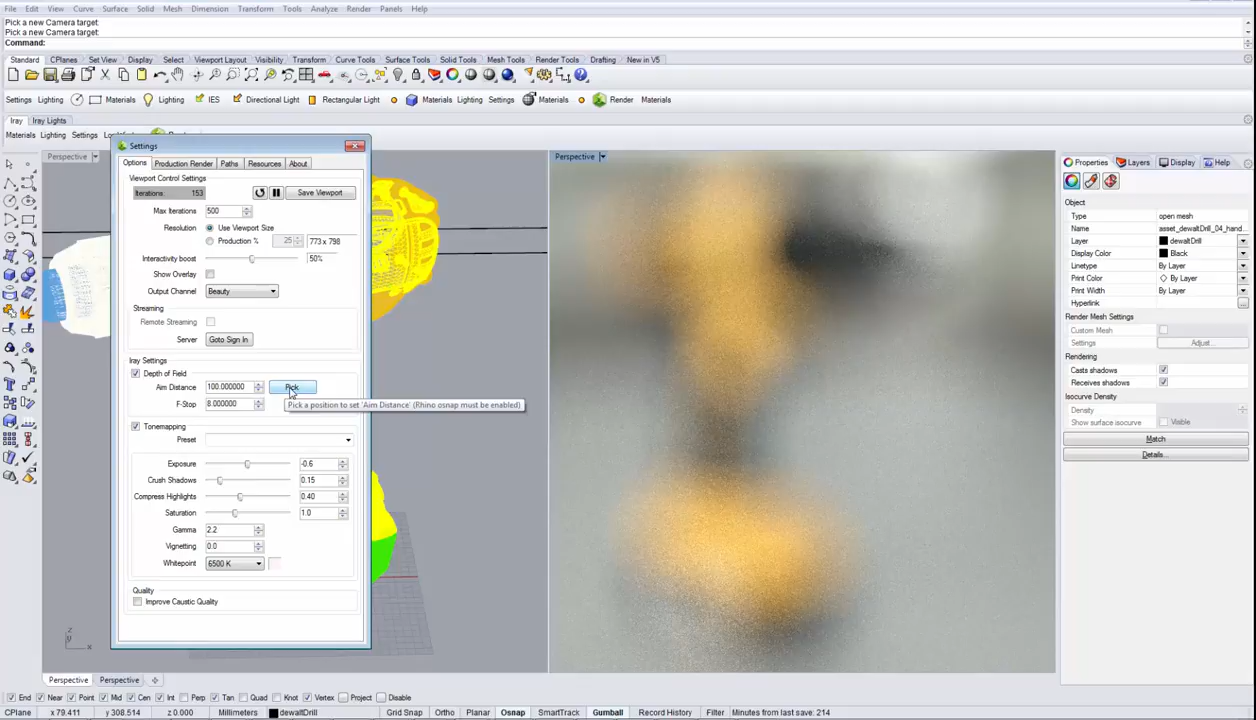 File Edit View Curve Surface Solid Mesh Dimension Transform Tools Analyze Render Panels Help
Pick a new Camera target:
Pick a new Camera target:
Command:
Standard CPlanes Set View Display Select Viewport Layout Visibility Transform Curve Tools Surface Tools Solid Tools Mesh Tools Render Tools Drafting New in V5
Settings Lighting Materials Lighting IES Directional Light Rectangular Light Materials Lighting Settings Materials Render Materials
Iray Iray Lights
Materials Lighting Settings
Perspective
Settings
Options Production Render Paths Resources About
Viewport Control Settings
Iterations: 153 Save Viewport
Max Iterations 500
Resolution Use Viewport Size
Production % 25 773 x 798
Interactivity boost 50%
Show Overlay
Output Channel Beauty
Streaming
Remote Streaming
Server Goto Sign In
Iray Settings
Depth of Field
Aim Distance 100.000000 Pick
F-Stop 8.000000
Pick a position to set 'Aim Distance' (Rhino osnap must be enabled)
Tonemapping
Preset
Exposure -0.6
Crush Shadows 0.15
Compress Highlights 0.40
Saturation 1.0
Gamma 2.2
Vignetting 0.0
Whitepoint 6500 K
Quality
Improve Caustic Quality
z
y
x
Perspective
Properties Layers Display Help
Object
Type open mesh
Name asset_dewaltDrill_04_hand...
Layer dewaltDrill
Display Color Black
Linetype By Layer
Print Color By Layer
Print Width By Layer
Hyperlink ...
Render Mesh Settings
Custom Mesh
Settings Adjust...
Rendering
Casts shadows
Receives shadows
Isocurve Density
Density
Show surface isocurve Visible
Match
Details...
Perspective Perspective
End Near Point Mid Cen Int Perp Tan Quad Knot Vertex Project Disable
CPlane x 79.411 y 308.514 z 0.000 Millimeters dewaltDrill Grid Snap Ortho Planar Osnap SmartTrack Gumball Record History Filter Minutes from last save: 214